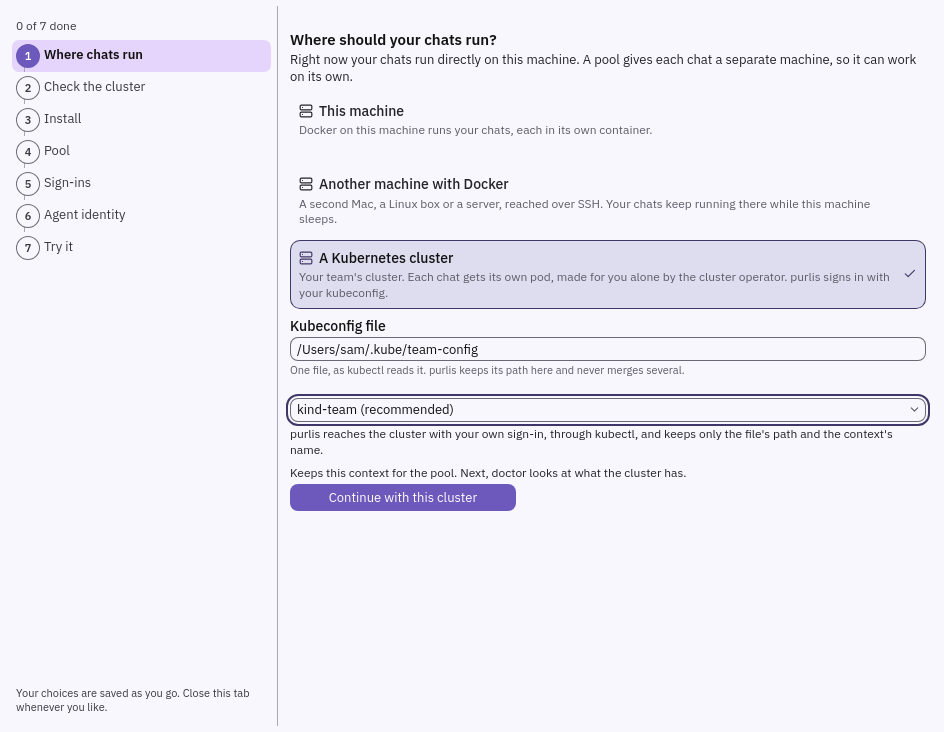 0 of 7 done
1 Where chats run
2 Check the cluster
3 Install
4 Pool
5 Sign-ins
6 Agent identity
7 Try it
Your choices are saved as you go. Close this tab
whenever you like.
Where should your chats run?
Right now your chats run directly on this machine. A pool gives each chat a separate machine, so it can work
on its own.
This machine
Docker on this machine runs your chats, each in its own container.
Another machine with Docker
A second Mac, a Linux box or a server, reached over SSH. Your chats keep running there while this machine
sleeps.
A Kubernetes cluster
Your team's cluster. Each chat gets its own pod, made for you alone by the cluster operator. purlis signs in with
your kubeconfig.
Kubeconfig file
/Users/sam/.kube/team-config
One file, as kubectl reads it. purlis keeps its path here and never merges several.
kind-team (recommended)
purlis reaches the cluster with your own sign-in, through kubectl, and keeps only the file's path and the context's
name.
Keeps this context for the pool. Next, doctor looks at what the cluster has.
Continue with this cluster